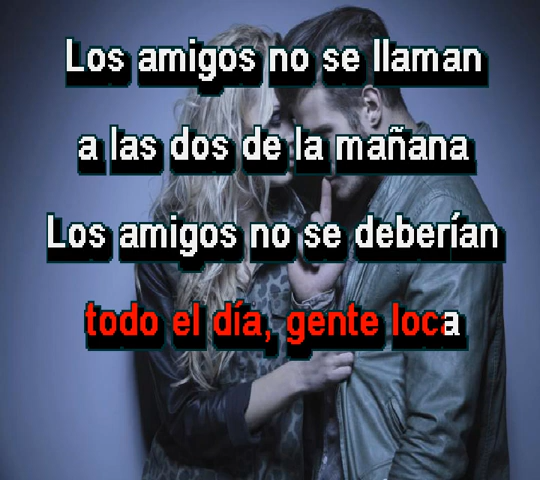 Los amigos no se llaman
a las dos de la mañana
Los amigos no se deberían
todo el día, gente loca